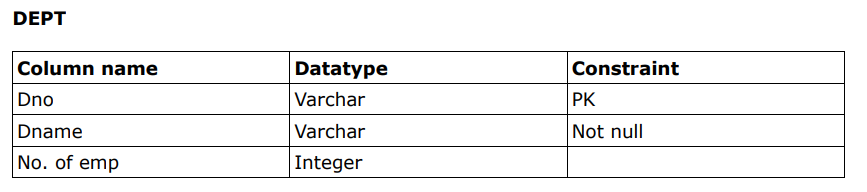 DEPT
Column name Datatype Constraint
Dno Varchar PK
Dname Varchar Not null
No. of emp Integer